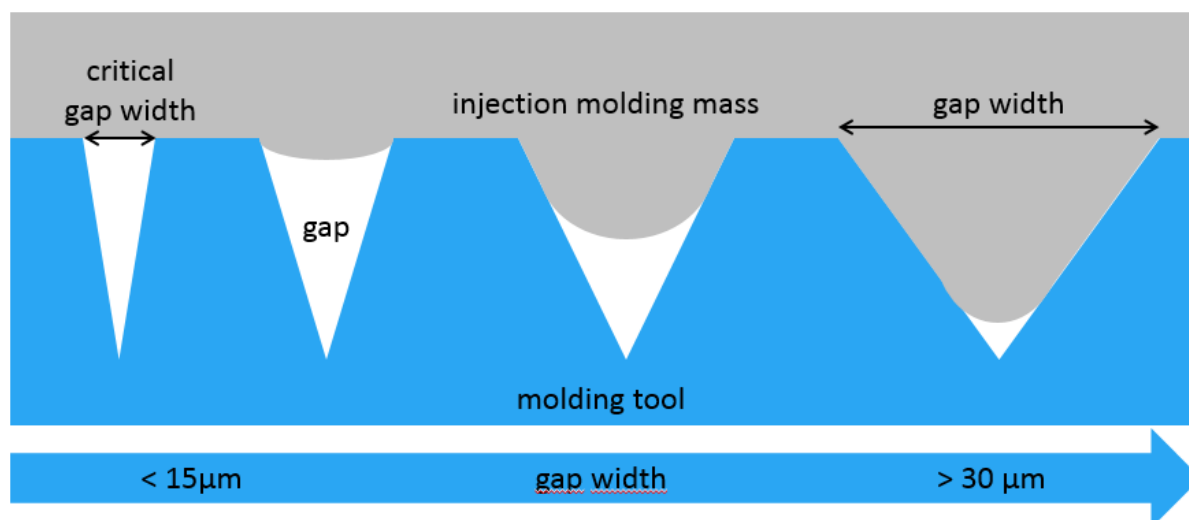 critical
gap width
injection molding mass
gap width
gap
molding tool
< 15µm
gap width
> 30 µm